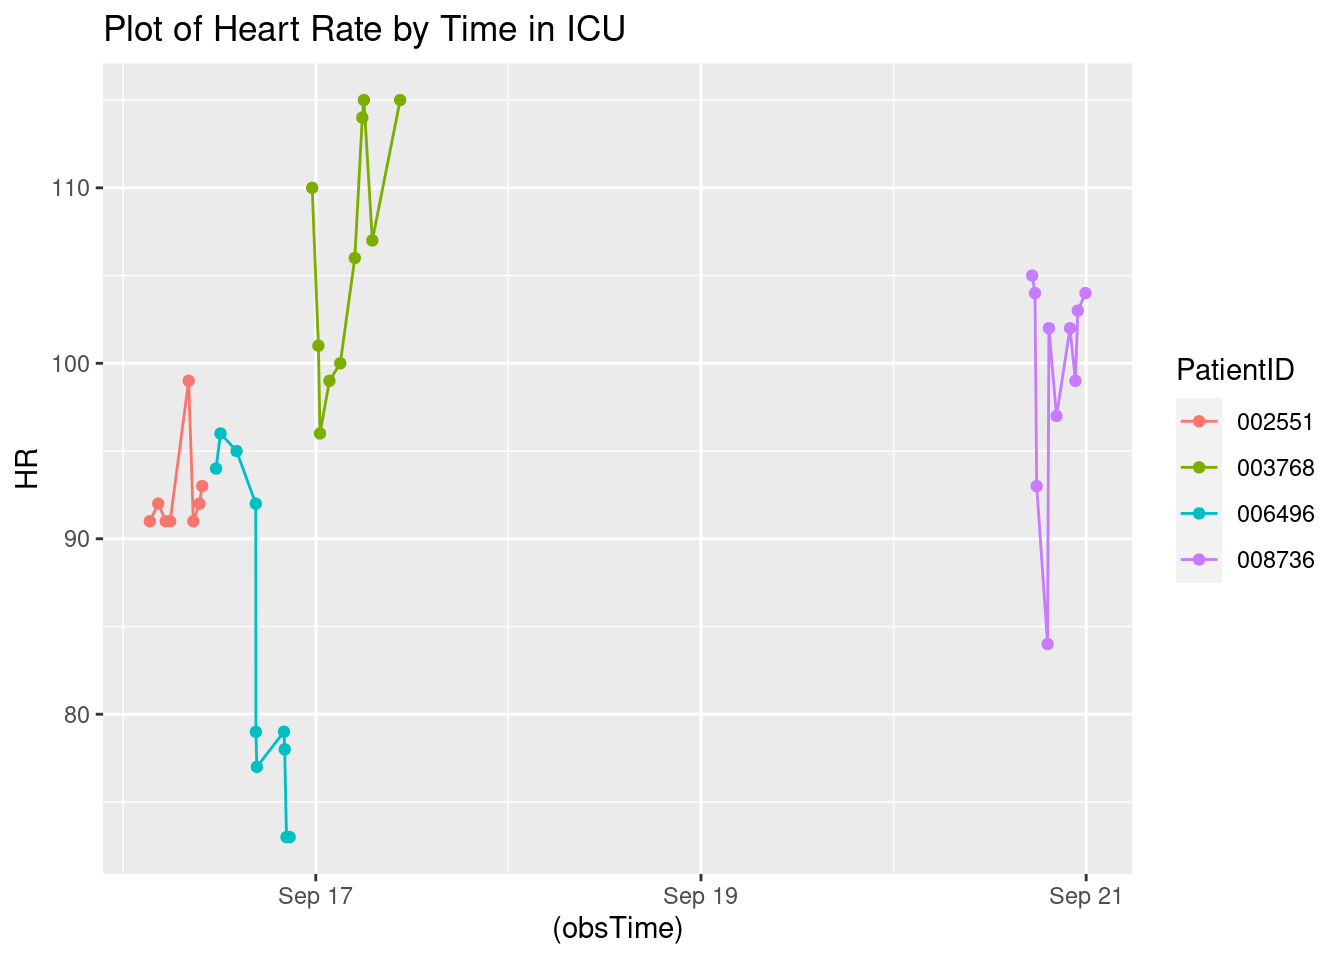 Plot of Heart Rate by Time in ICU
HR
110
100
90
80
Sep 17
Sep 19
Sep 21
(obsTime)
PatientID
002551
003768
006496
008736